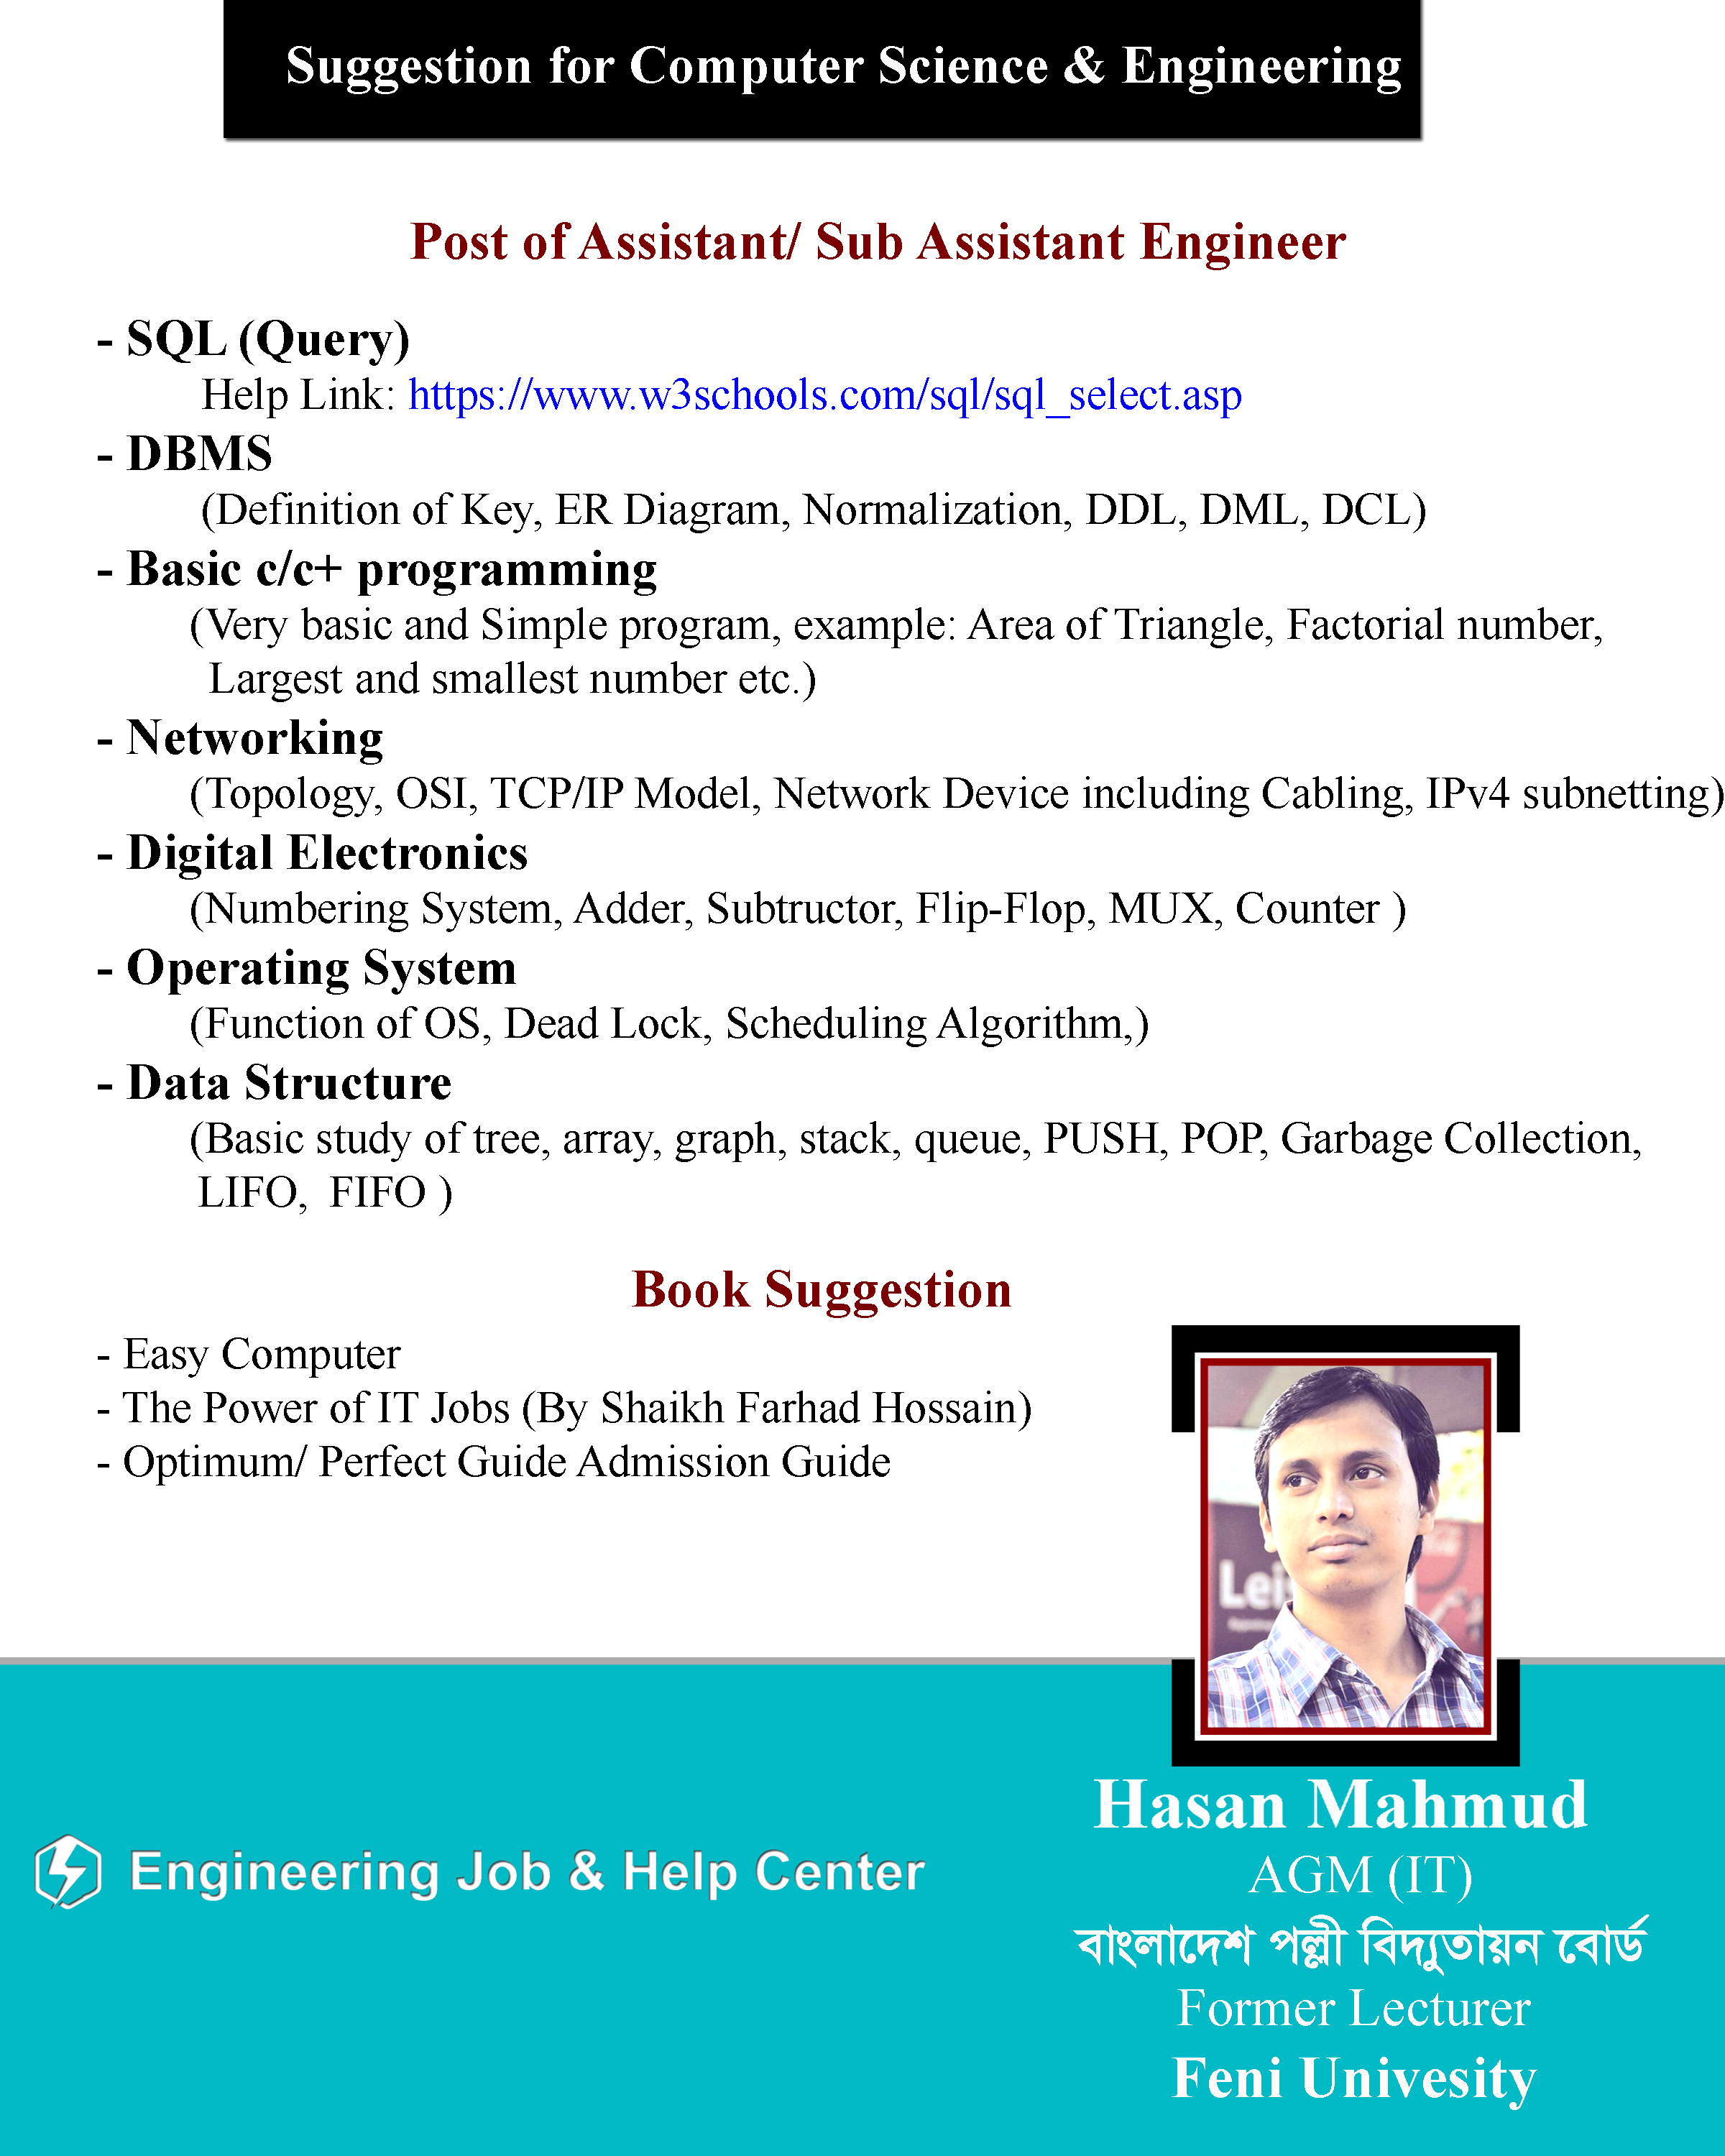 Suggestion for Computer Science & Engineering
Post of Assistant/ Sub Assistant Engineer
- SQL (Query)
Help Link: https://www.w3schools.com/sql/sql_select.asp
- DBMS
(Definition of Key, ER Diagram, Normalization, DDL, DML, DCL)
- Basic c/c+ programming
(Very basic and Simple program, example: Area of Triangle, Factorial number,
Largest and smallest number etc.)
- Networking
(Topology, OSI, TCP/IP Model, Network Device including Cabling, IPv4 subnetting)
- Digital Electronics
(Numbering System, Adder, Subtructor, Flip-Flop, MUX, Counter )
- Operating System
(Function of OS, Dead Lock, Scheduling Algorithm,)
- Data Structure
(Basic study of tree, array, graph, stack, queue, PUSH, POP, Garbage Collection,
LIFO, FIFO )
Book Suggestion
- Easy Computer
- The Power of IT Jobs (By Shaikh Farhad Hossain)
- Optimum/ Perfect Guide Admission Guide
Engineering Job & Help Center
Hasan Mahmud
AGM (IT)
বাংলাদেশ পল্লী বিদ্যুতায়ন বোর্ড
Former Lecturer
Feni Univesity